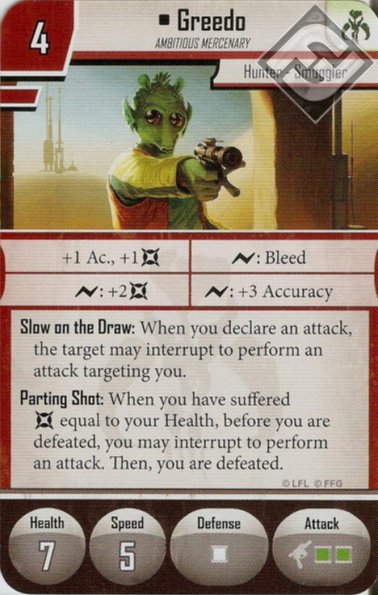 4
Greedo
AMBITIOUS MERCENARY
Hunter - Smuggler
+1 Ac., +1
: Bleed
: +2
: +3 Accuracy
Slow on the Draw: When you declare an attack,
the target may interrupt to perform an
attack targeting you.
Parting Shot: When you have suffered
equal to your Health, before you are
defeated, you may interrupt to perform
an attack. Then, you are defeated.
© LFL © FFG
Health
Speed
Defense
Attack
7
5